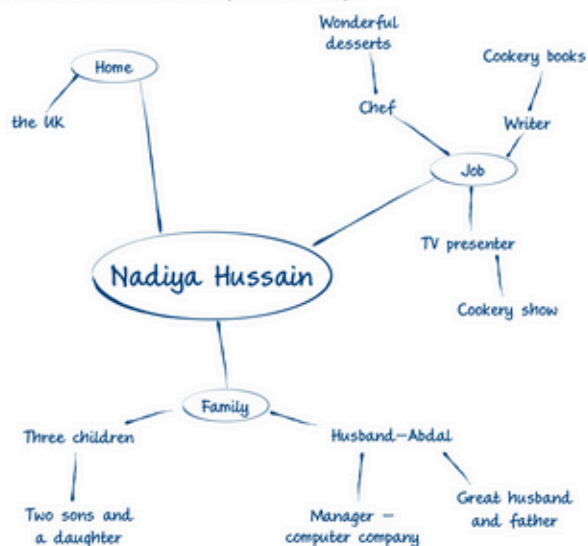 Wonderful
desserts
Cookery books
Home
the UK
Chef
Writer
Job
TV presenter
Nadiya Hussain
Cookery show
Family
Three children
Husband–Abdal
Two sons and
a daughter
Manager –
computer company
Great husband
and father